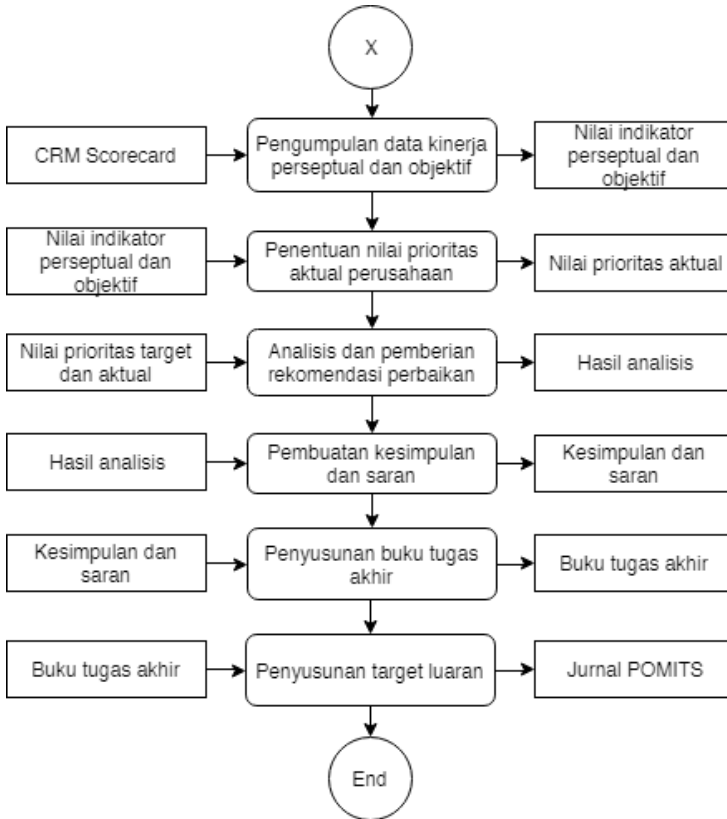 X
CRM Scorecard
Pengumpulan data kinerja
perseptual dan objektif
Nilai indikator
perseptual dan
objektif
Nilai indikator
perseptual dan
objektif
Penentuan nilai prioritas
aktual perusahaan
Nilai prioritas aktual
Nilai prioritas target
dan aktual
Analisis dan pemberian
rekomendasi perbaikan
Hasil analisis
Hasil analisis
Pembuatan kesimpulan
dan saran
Kesimpulan dan
saran
Kesimpulan dan
saran
Penyusunan buku tugas
akhir
Buku tugas akhir
Buku tugas akhir
Penyusunan target luaran
Jurnal POMITS
End